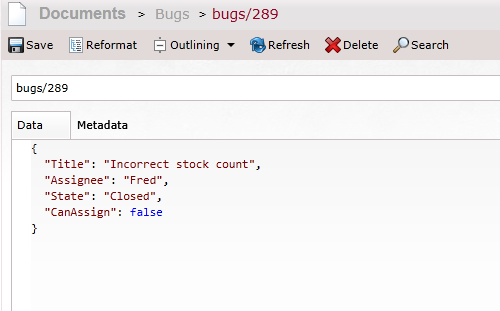 Documents > Bugs > bugs/289
Save Reformat Outlining Refresh Delete Search
bugs/289
Data Metadata
{
"Title": "Incorrect stock count",
"Assignee": "Fred",
"State": "Closed",
"CanAssign": false
}